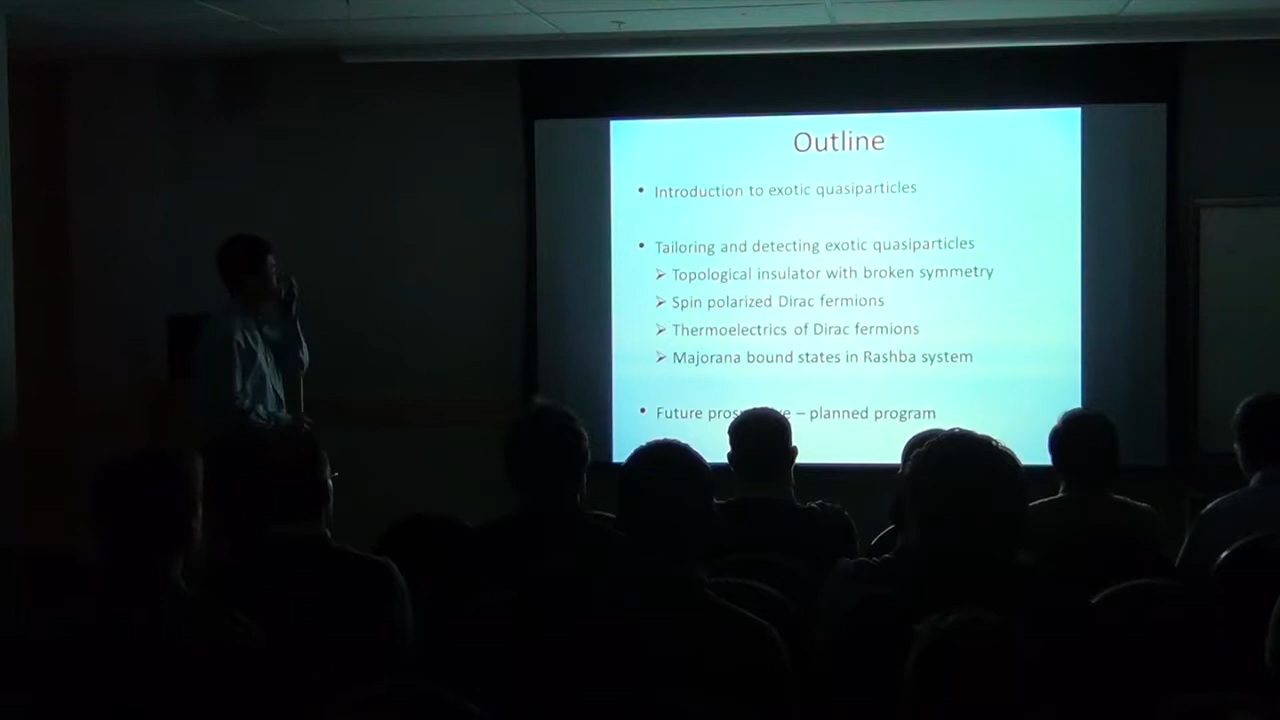 Outline
• Introduction to exotic quasiparticles
• Tailoring and detecting exotic quasiparticles
➢ Topological insulator with broken symmetry
➢ Spin polarized Dirac fermions
➢ Thermoelectrics of Dirac fermions
➢ Majorana bound states in Rashba system
• Future – planned program